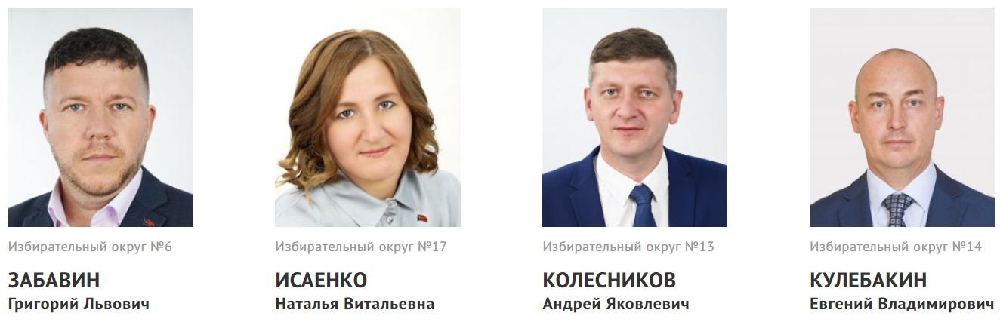 Избирательный округ №6
ЗАБАВИН
Григорий Львович
Избирательный округ №17
ИСАЕНКО
Наталья Витальевна
Избирательный округ №13
КОЛЕСНИКОВ
Андрей Яковлевич
Избирательный округ №14
КУЛЕБАКИН
Евгений Владимирович